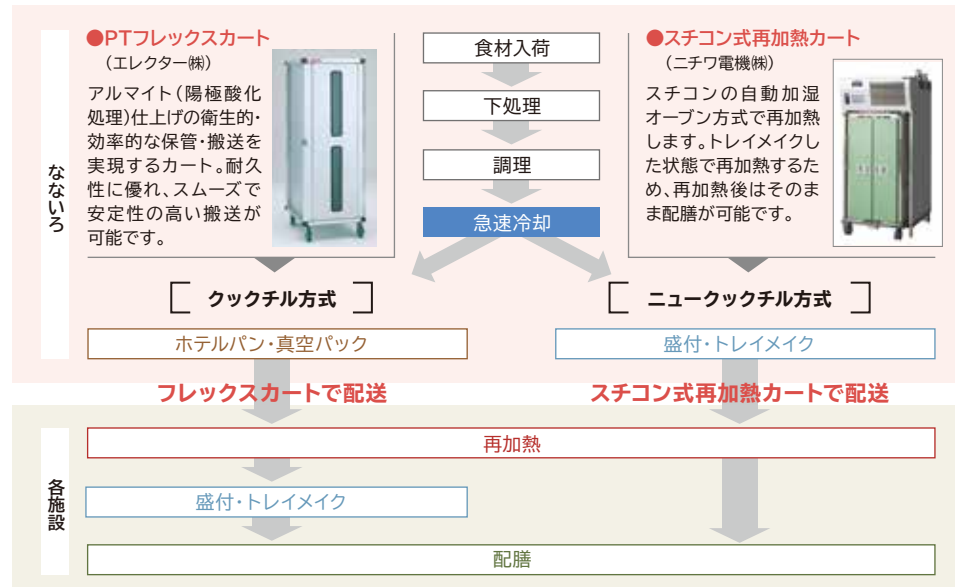 なないろ
●PTフレックスカート
（エレクター㈱）
アルマイト（陽極酸化
処理）仕上げの衛生的・
効率的な保管・搬送を
実現するカート。耐久
性に優れ、スムーズで
安定性の高い搬送が
可能です。
食材入荷
下処理
調理
急速冷却
●スチコン式再加熱カート
（ニチワ電機㈱）
スチコンの自動加湿
オーブン方式で再加熱
します。トレイメイクし
た状態で再加熱するた
め、再加熱後はそのま
ま配膳が可能です。
［クックチル方式］
［ニュークックチル方式］
ホテルパン・真空パック
盛付・トレイメイク
フレックスカートで配送
スチコン式再加熱カートで配送
各施設
再加熱
盛付・トレイメイク
配膳